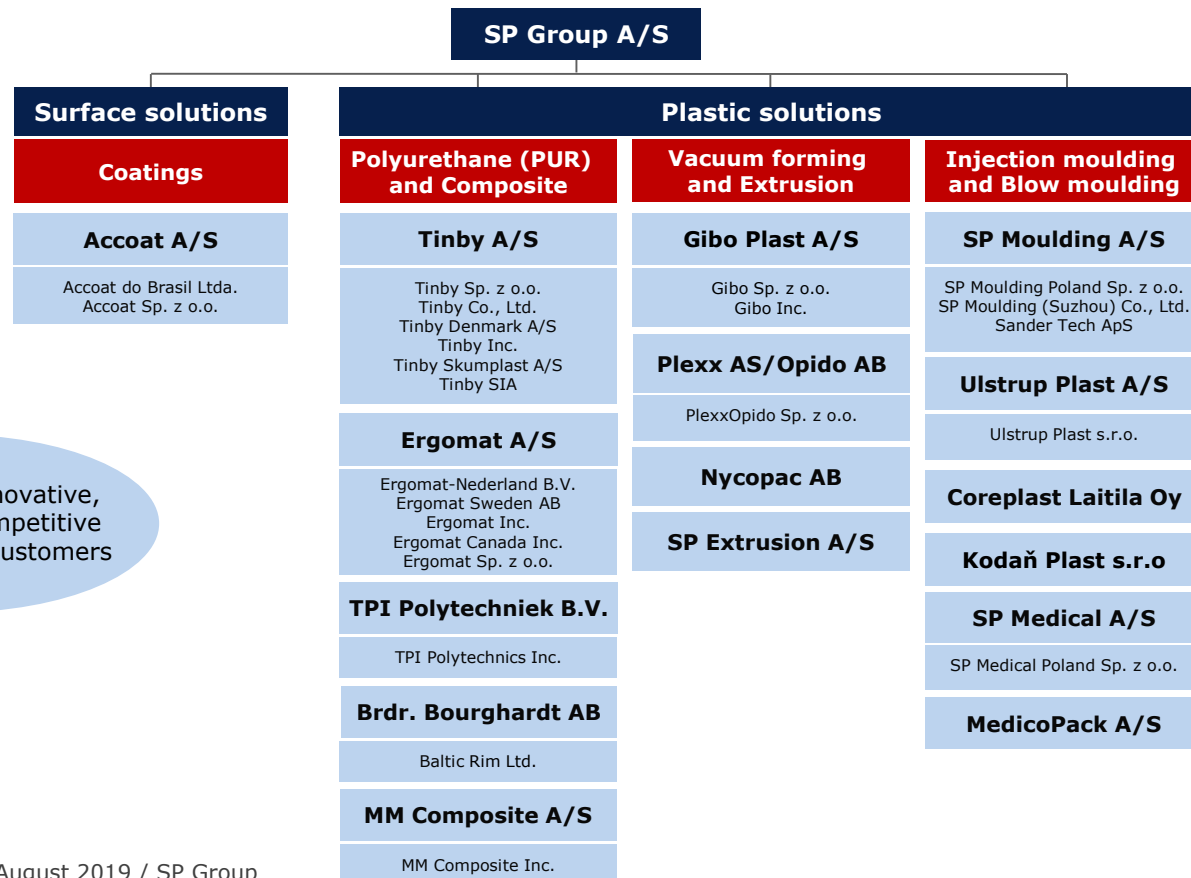 SP Group A/S
Surface solutions
Plastic solutions
Coatings
Accoat A/S
Accoat do Brasil Ltda.
Accoat Sp. z o.o.
Polyurethane (PUR)
and Composite
Tinby A/S
Tinby Sp. z o.o.
Tinby Co., Ltd.
Tinby Denmark A/S
Tinby Inc.
Tinby Skumplast A/S
Tinby SIA
Ergomat A/S
Ergomat-Nederland B.V.
Ergomat Sweden AB
Ergomat Inc.
Ergomat Canada Inc.
Ergomat Sp. z o.o.
TPI Polytechniek B.V.
TPI Polytechnics Inc.
Brdr. Bourghardt AB
Baltic Rim Ltd.
MM Composite A/S
MM Composite Inc.
Vacuum forming
and Extrusion
Gibo Plast A/S
Gibo Sp. z o.o.
Gibo Inc.
Plexx AS/Opido AB
PlexxOpido Sp. z o.o.
Nycopac AB
SP Extrusion A/S
Injection moulding
and Blow moulding
SP Moulding A/S
SP Moulding Poland Sp. z o.o.
SP Moulding (Suzhou) Co., Ltd.
Sander Tech ApS
Ulstrup Plast A/S
Ulstrup Plast s.r.o.
Coreplast Laitila Oy
Kodaň Plast s.r.o
SP Medical A/S
SP Medical Poland Sp. z o.o.
MedicoPack A/S
ovative,
mpetitive
ustomers
August 2019 / SP Group